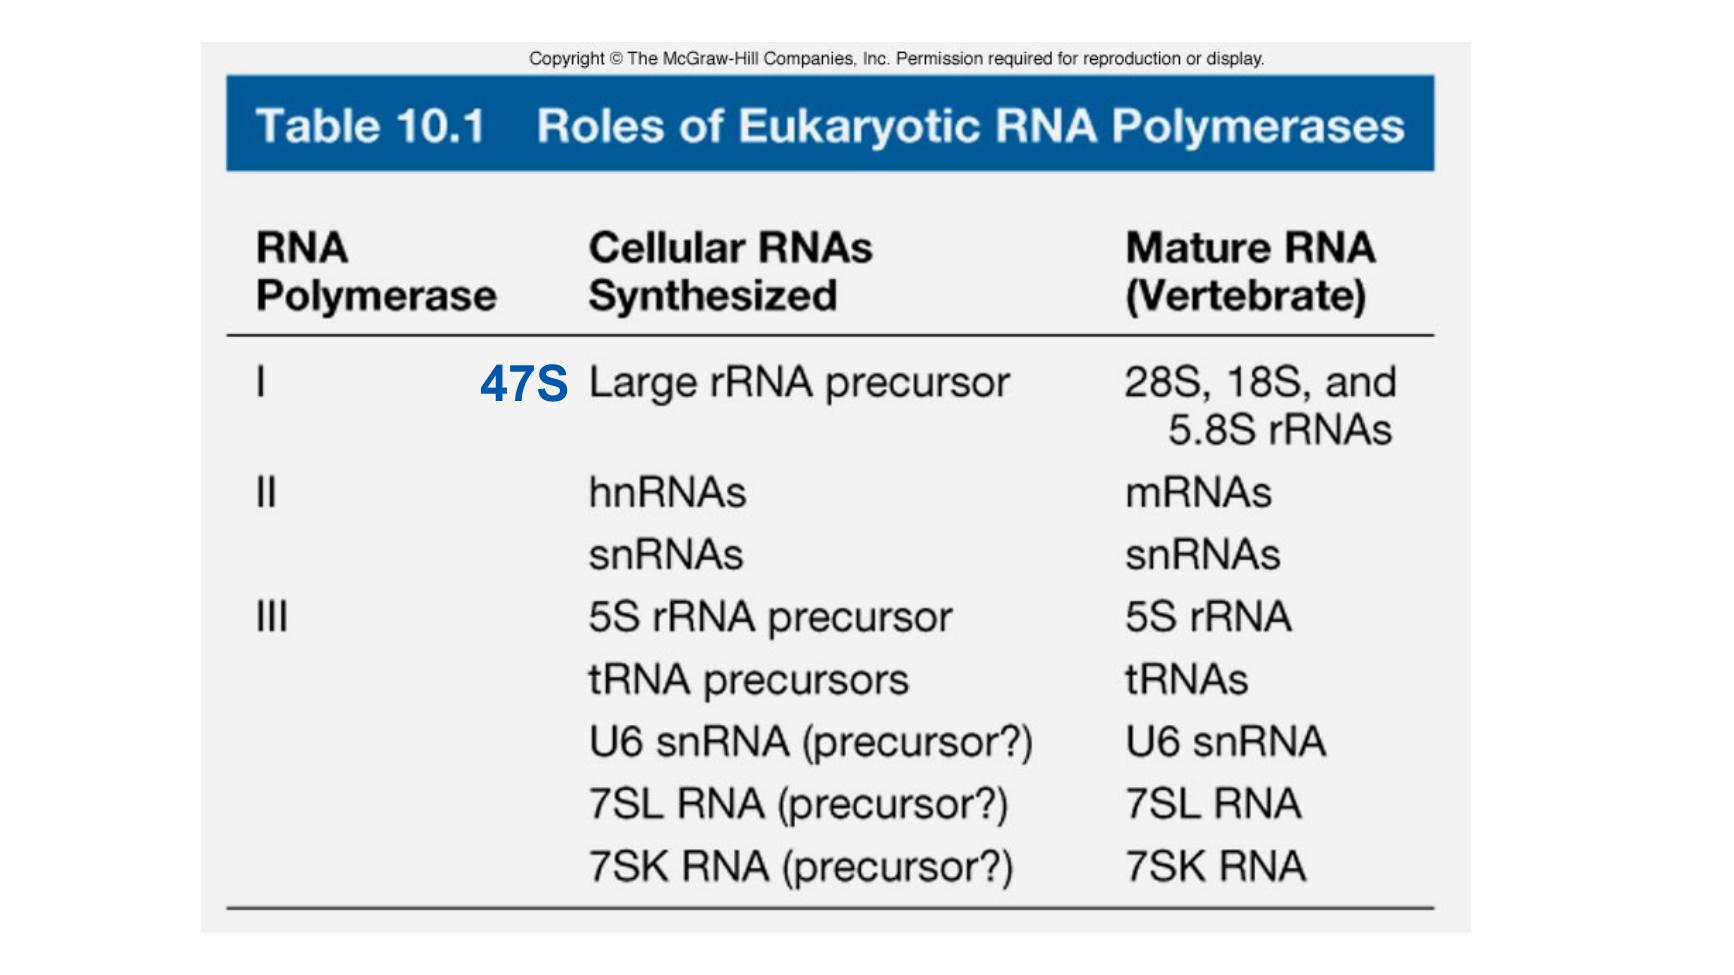 Copyright © The McGraw-Hill Companies, Inc. Permission required for reproduction or display.
Table 10.1 Roles of Eukaryotic RNA Polymerases
RNA Polymerase Cellular RNAs Synthesized Mature RNA (Vertebrate)
I 47S Large rRNA precursor 28S, 18S, and
5.8S rRNAs
II hnRNAs mRNAs
snRNAs snRNAs
III 5S rRNA precursor 5S rRNA
tRNA precursors tRNAs
U6 snRNA (precursor?) U6 snRNA
7SL RNA (precursor?) 7SL RNA
7SK RNA (precursor?) 7SK RNA